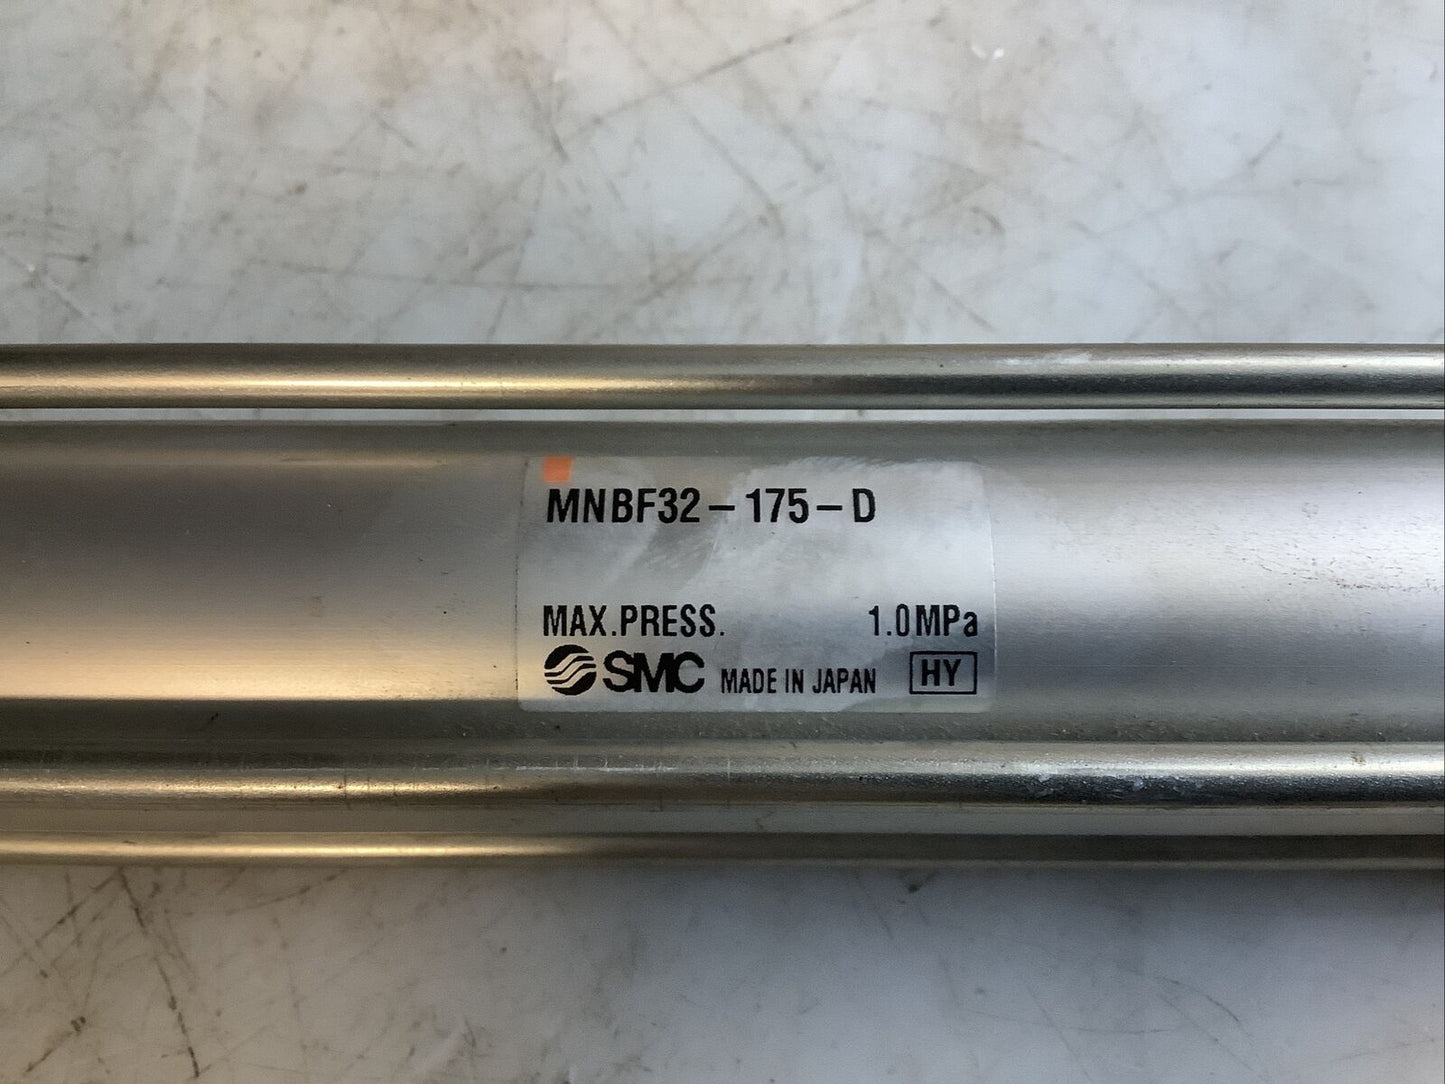 MNBF32-175-D
MAX.PRESS. 1.0MPa
SMC MADE IN JAPAN HY